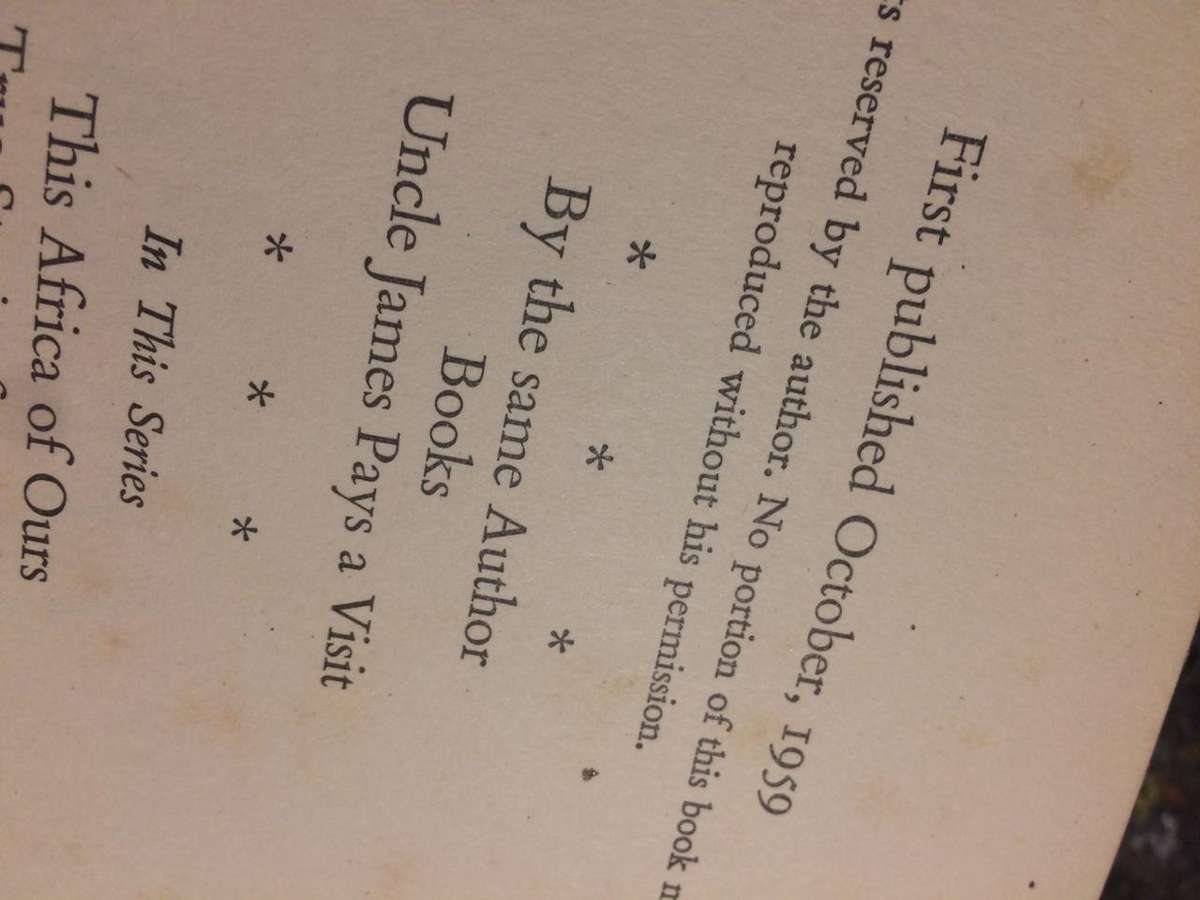 First published October, 1959
reserved by the author. No portion of this book
reproduced without his permission.
* * *
By the same Author
Books
Uncle James Pays a Visit
* * *
In This Series
This Africa of Ours